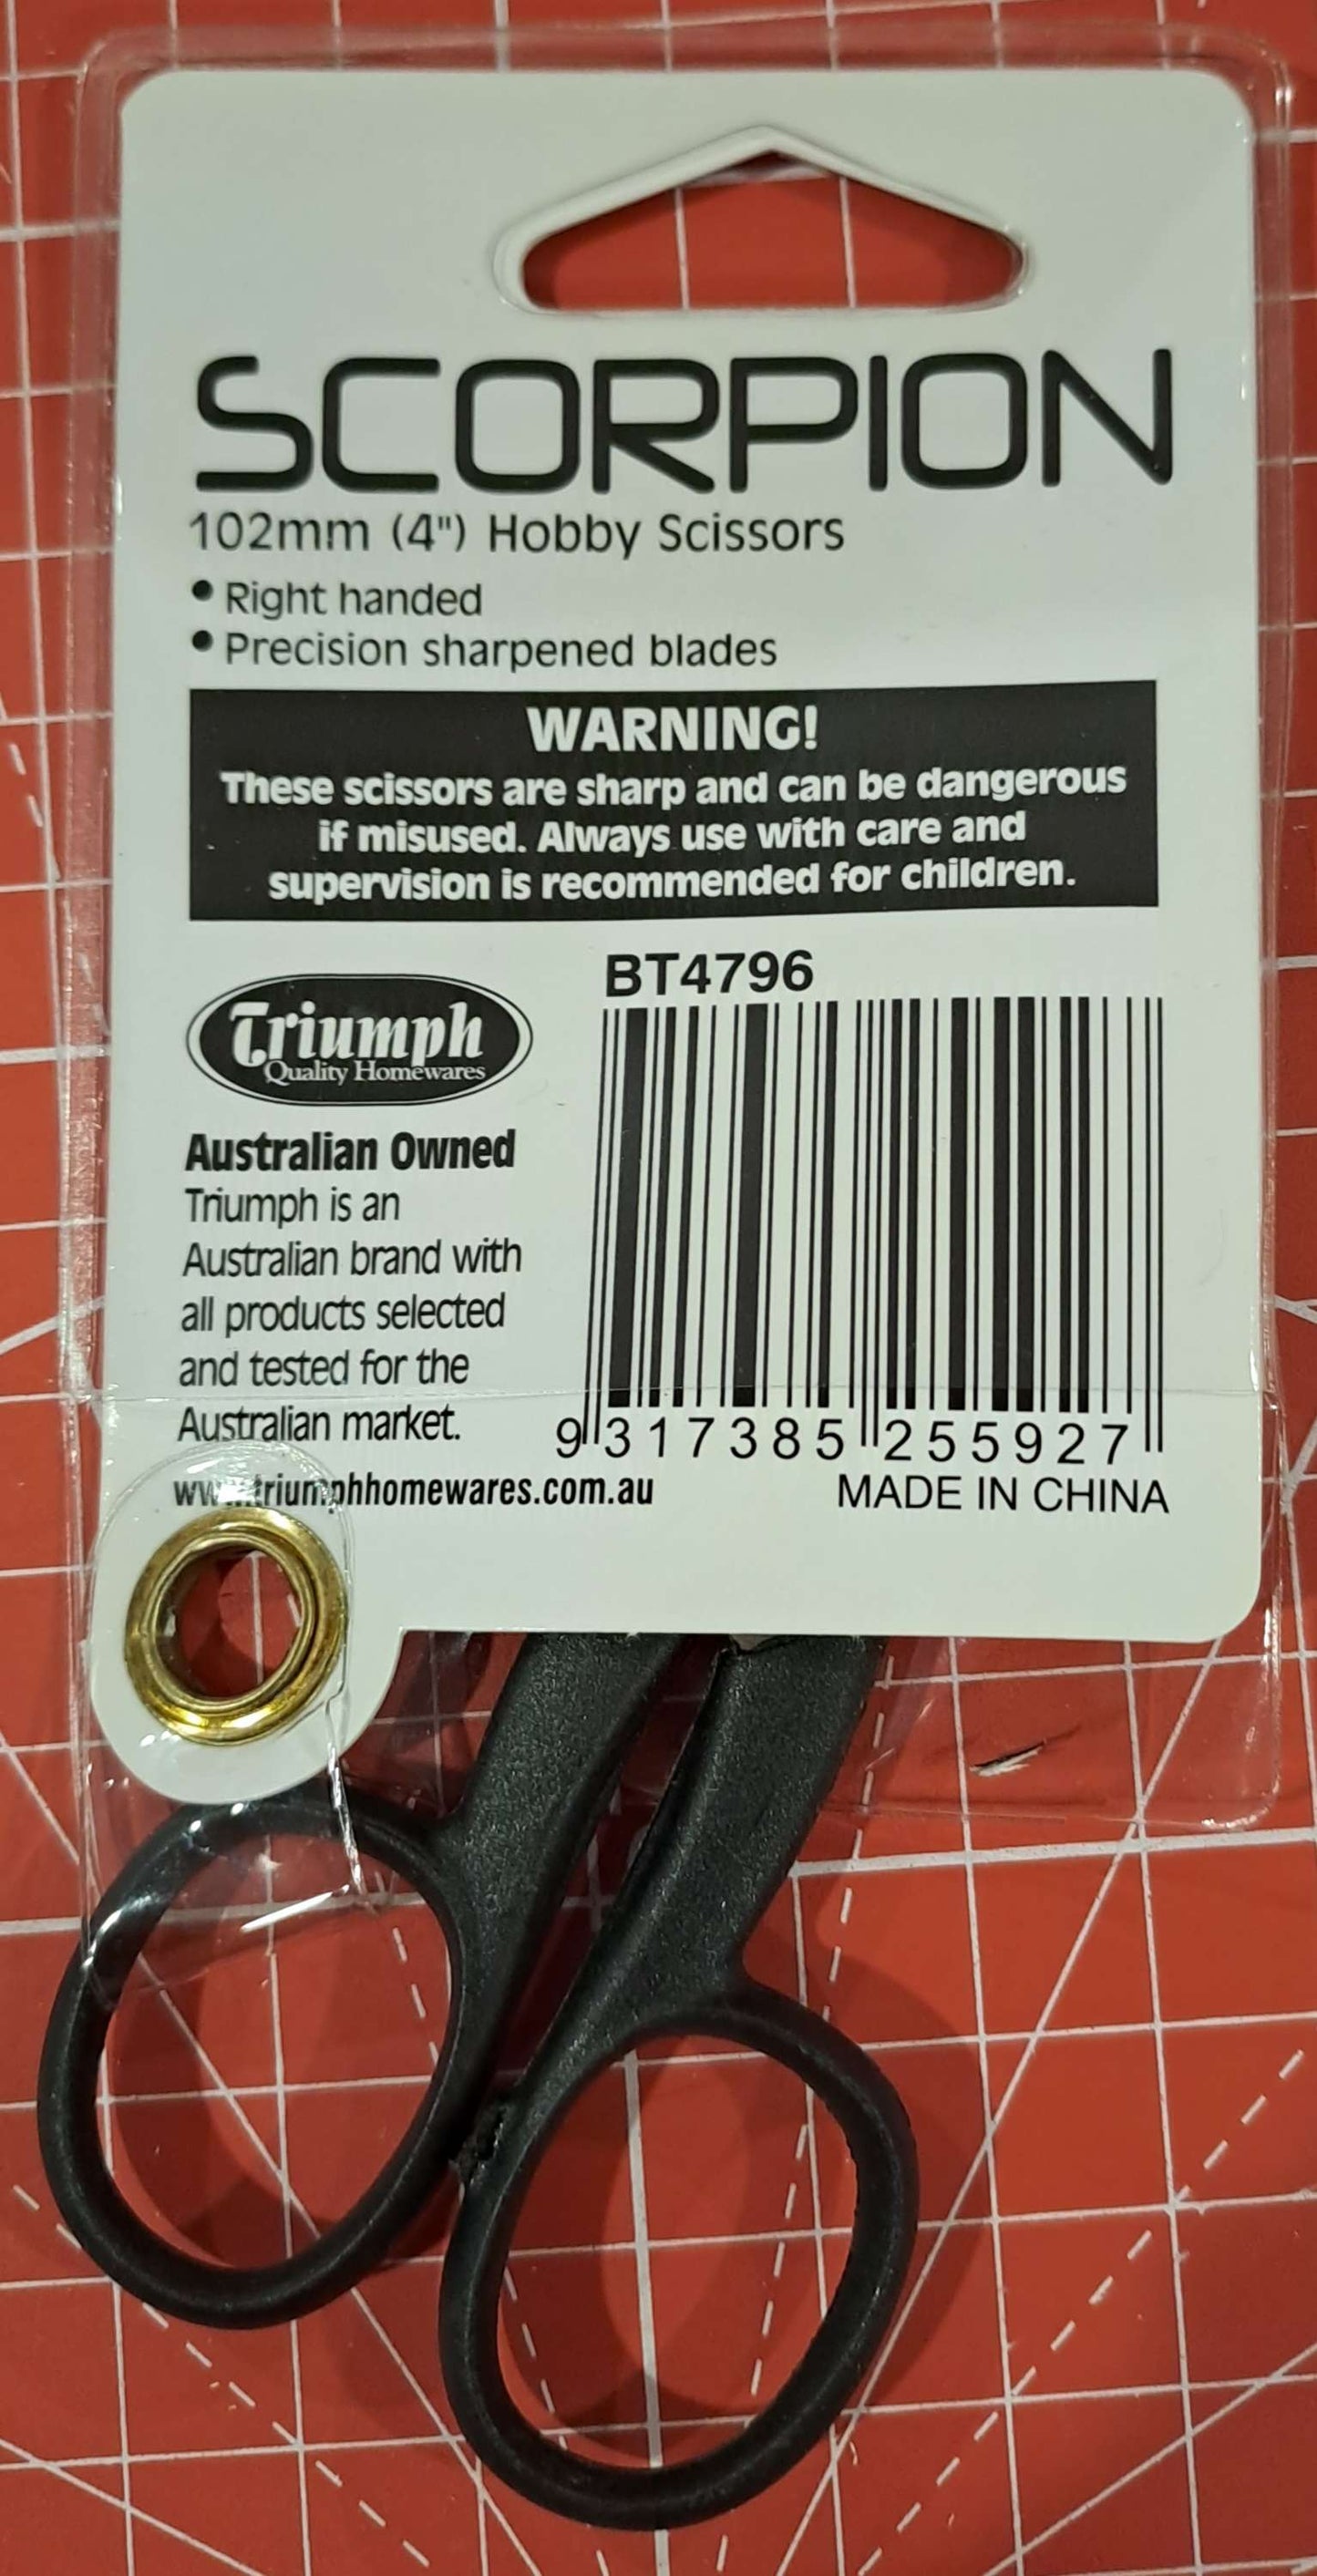 SCORPION
102mm (4") Hobby Scissors
• Right handed
• Precision sharpened blades
WARNING!
These scissors are sharp and can be dangerous
if misused. Always use with care and
supervision is recommended for children.
Triumph
Quality Homewares
Australian Owned
Triumph is an
Australian brand with
all products selected
and tested for the
Australian market.
www.triumphhomewares.com.au
BT4796
9 317385 255927
MADE IN CHINA